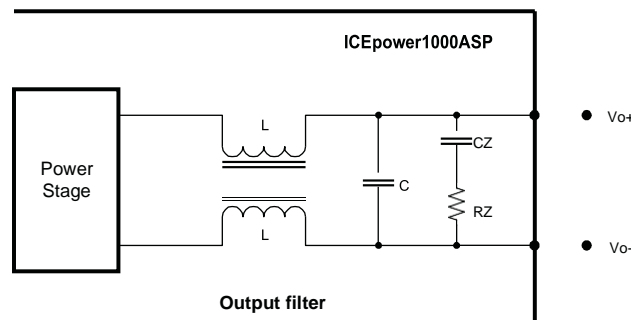 ICEpower1000ASP
L
Vo+
CZ
Power
Stage
C
RZ
L
Vo-
Output filter